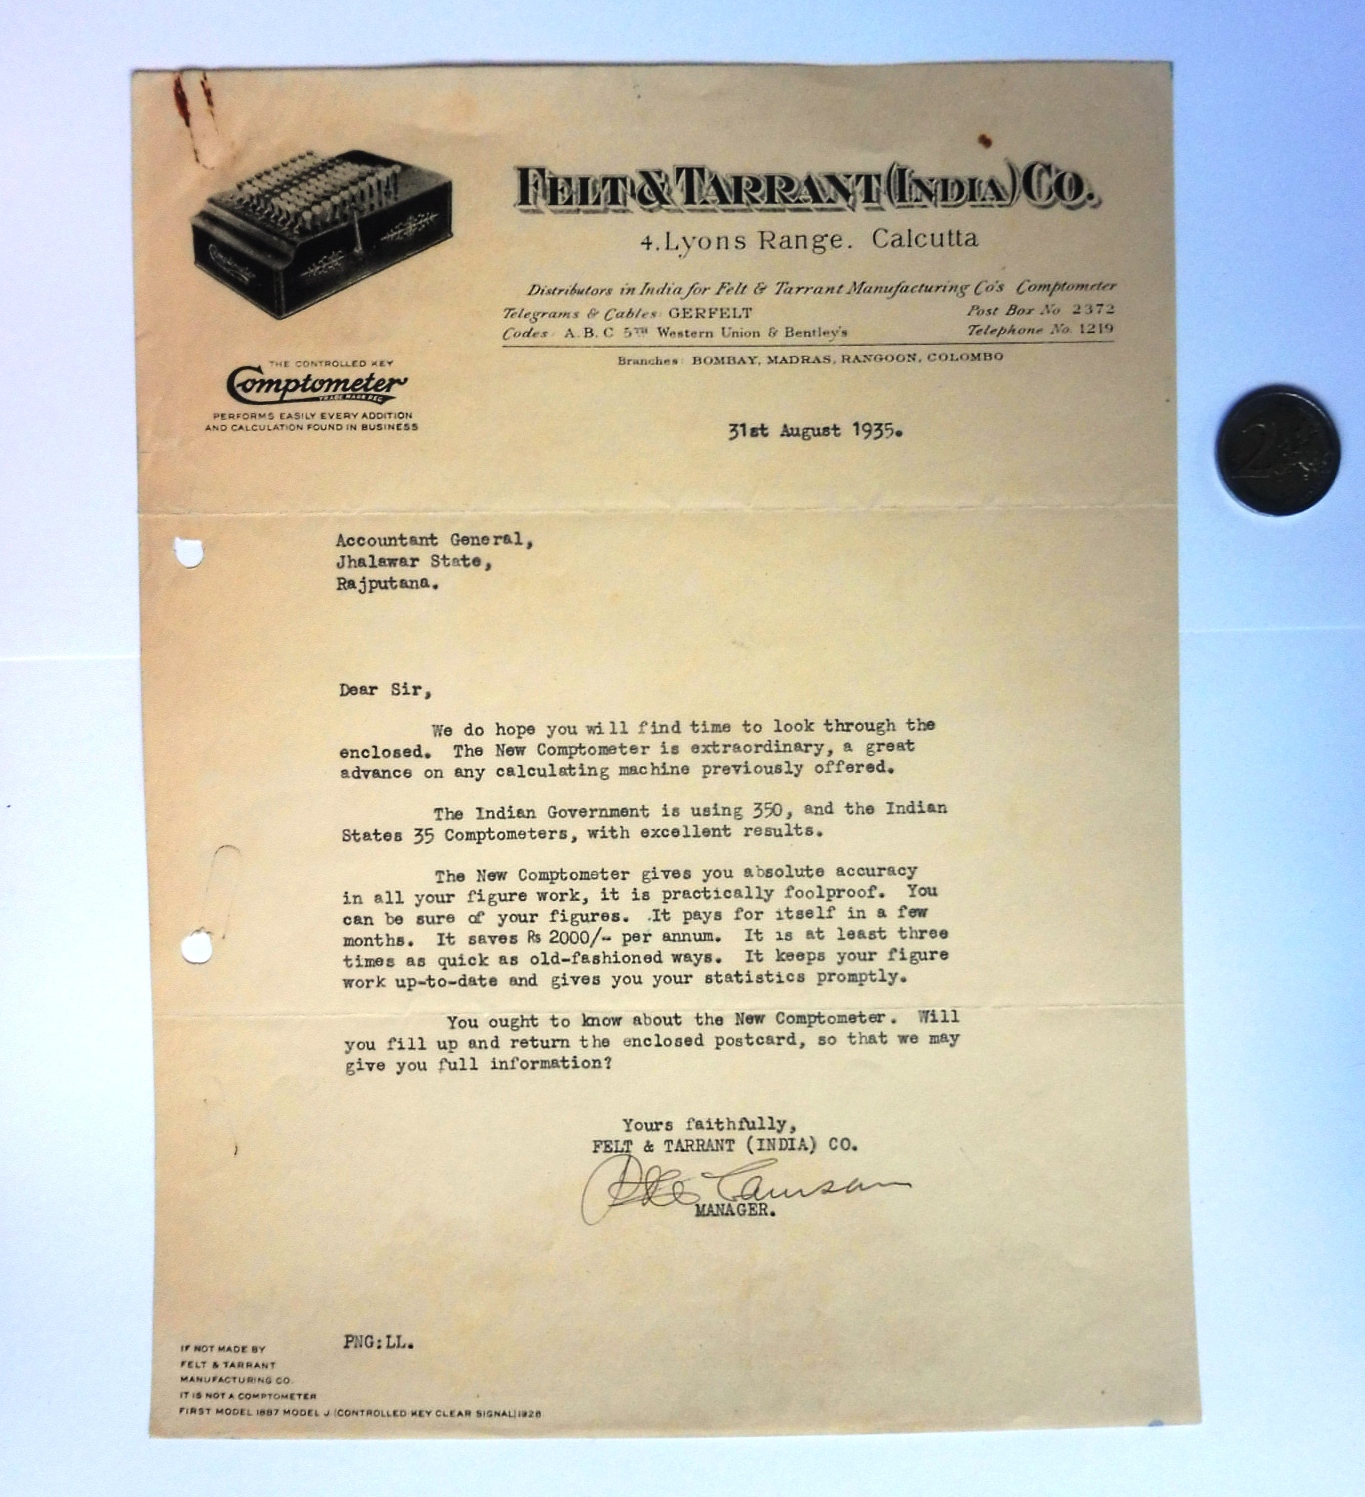 FELT & TARRANT (INDIA) CO.
4. Lyons Range. Calcutta
Distributors in India for Felt & Tarrant Manufacturing Co's Comptometer
Telegrams & Cables: GERFELT
Post Box No 2372
Codes: A.B.C 5TH Western Union & Bentley's
Telephone No. 1219
Branches: BOMBAY, MADRAS, RANGOON, COLOMBO
Comptometer
THE CONTROLLED KEY
Comptometer
TRADE MARK REG
PERFORMS EASILY EVERY ADDITION
AND CALCULATION FOUND IN BUSINESS
31st August 1935.
2
Accountant General,
Jhalawar State,
Rajputana.
Dear Sir,
We do hope you will find time to look through the
enclosed. The New Comptometer is extraordinary, a great
advance on any calculating machine previously offered.
The Indian Government is using 350, and the Indian
States 35 Comptometers, with excellent results.
The New Comptometer gives you absolute accuracy
in all your figure work, it is practically foolproof. You
can be sure of your figures. .It pays for itself in a few
months. It saves Rs 2000/- per annum. It is at least three
times as quick as old-fashioned ways. It keeps your figure
work up-to-date and gives you your statistics promptly.
You ought to know about the New Comptometer. Will
you fill up and return the enclosed postcard, so that we may
give you full information?
Yours faithfully,
FELT & TARRANT (INDIA) CO.
MANAGER.
PNG:LL.
IF NOT MADE BY
FELT & TARRANT
MANUFACTURING CO.
IT IS NOT A COMPTOMETER
FIRST MODEL 1887 MODEL J (CONTROLLED KEY CLEAR SIGNAL) 1926